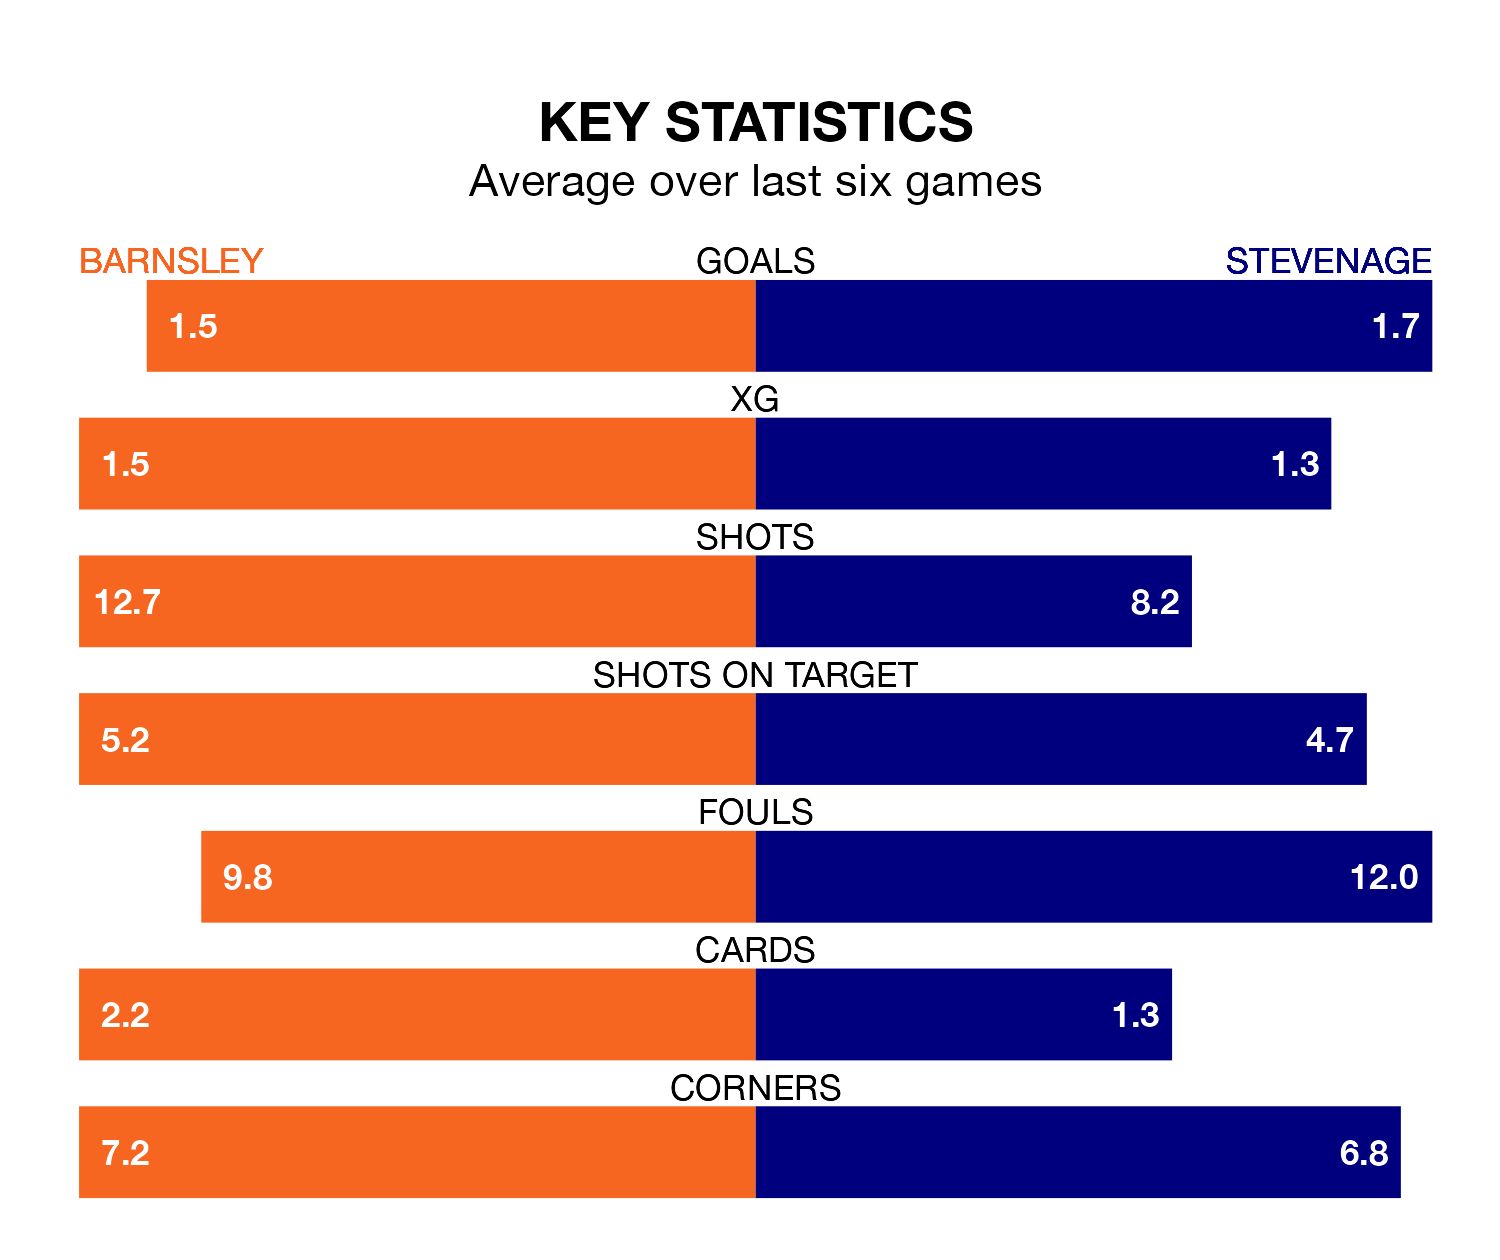 KEY STATISTICS
Average over last six games
BARNSLEY GOALS STEVENAGE
1.5 1.7
XG
1.5 1.3
SHOTS
12.7 8.2
SHOTS ON TARGET
5.2 4.7
FOULS
9.8 12.0
CARDS
2.2 1.3
CORNERS
7.2 6.8